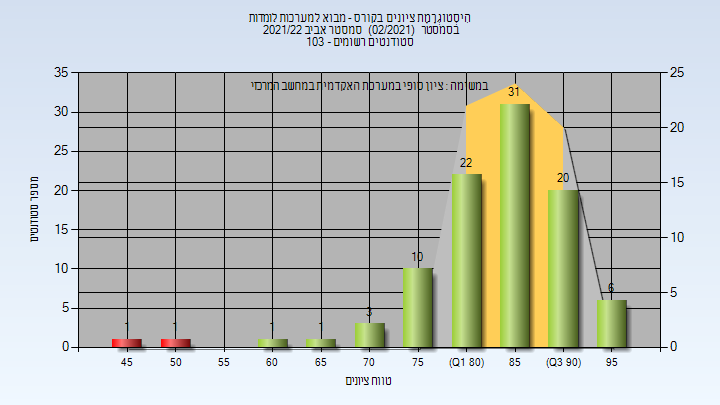 הִיסְטוֹגְרַמַּת ציונים בקורס - מבוא למערכות לומדות
בסמסטר (02/2021) סמסטר אביב 2021/22
סטודנטים רשומים - 103
במשימה : ציון סופי במערכת האקדמית במחשב המרכזי
מספר סטודנטים
35
30
25
20
15
10
5
0
25
20
15
10
5
0
1 1 1 1 3 10 22 31 20 6
45 50 55 60 65 70 75 (Q1 80) 85 (Q3 90) 95
טווח ציונים